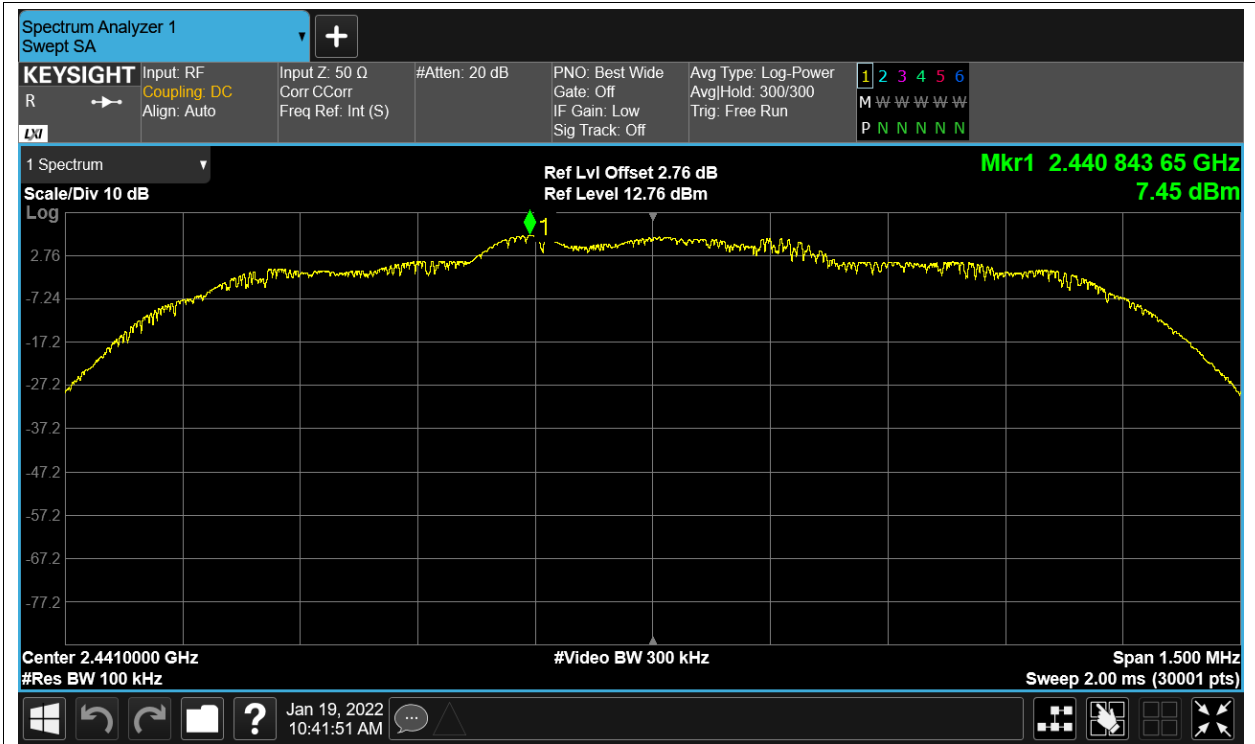 Spectrum Analyzer 1
Swept SA
KEYSIGHT
R
LXI
Input: RF
Coupling: DC
Align: Auto
Input Z: 50 Ω
Corr CCorr
Freq Ref: Int (S)
#Atten: 20 dB
PNO: Best Wide
Gate: Off
IF Gain: Low
Sig Track: Off
Avg Type: Log-Power
Avg|Hold: 300/300
Trig: Free Run
1 2 3 4 5 6
M W W W W W
P N N N N N
1 Spectrum
Scale/Div 10 dB
Log
Ref Lvl Offset 2.76 dB
Ref Level 12.76 dBm
Mkr1 2.440 843 65 GHz
7.45 dBm
1
2.76
-7.24
-17.2
-27.2
-37.2
-47.2
-57.2
-67.2
-77.2
Center 2.4410000 GHz
#Res BW 100 kHz
#Video BW 300 kHz
Span 1.500 MHz
Sweep 2.00 ms (30001 pts)
?
Jan 19, 2022
10:41:51 AM